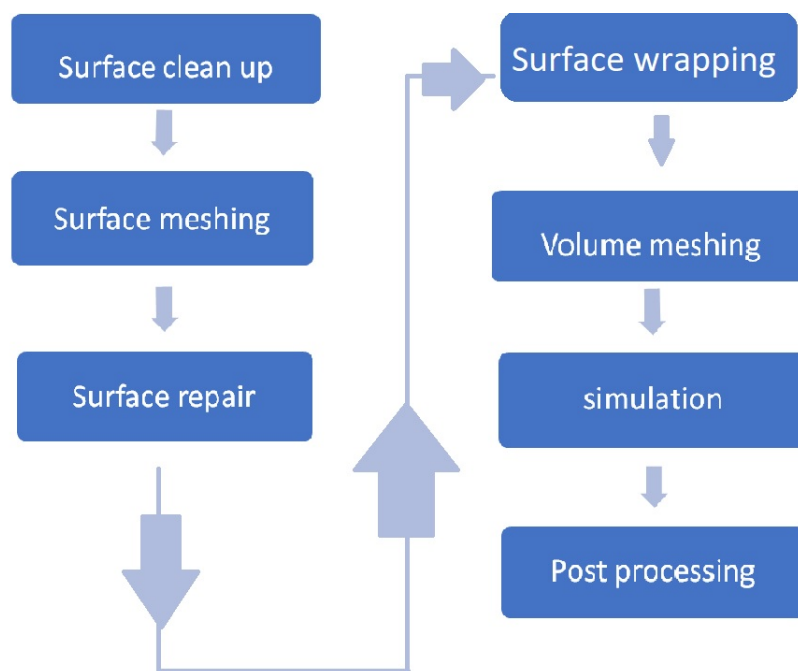 Surface clean up
Surface meshing
Surface repair
Surface wrapping
Volume meshing
simulation
Post processing